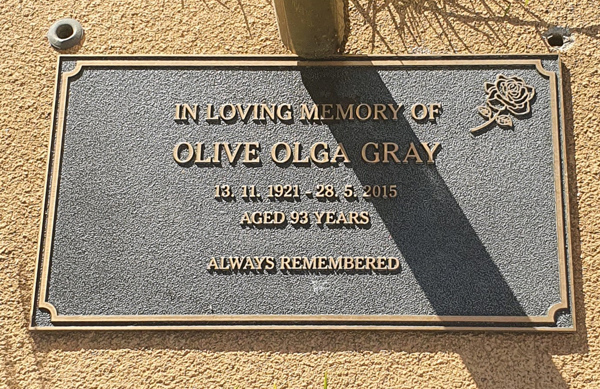 IN LOVING MEMORY OF
OLIVE OLGA GRAY
13. 11. 1921 - 28. 5. 2015
AGED 93 YEARS
ALWAYS REMEMBERED